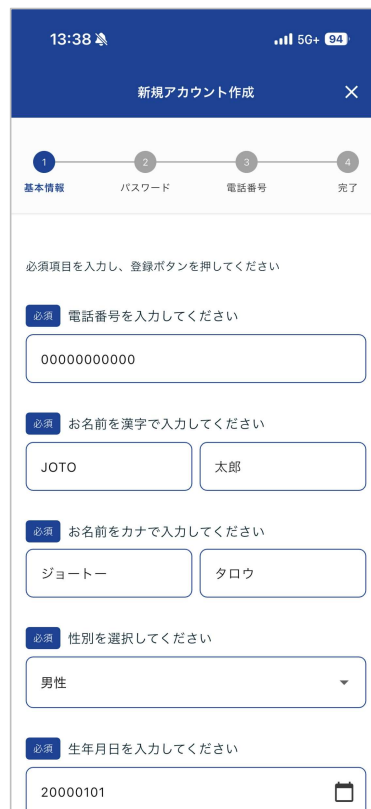 13:38 5G+ 94
新規アカウント作成
1 2 3 4
基本情報 パスワード 電話番号 完了
必須項目を入力し、登録ボタンを押してください
必須 電話番号を入力してください
00000000000
必須 お名前を漢字で入力してください
JOTO 太郎
必須 お名前をカナで入力してください
ジョートー タロウ
必須 性別を選択してください
男性
必須 生年月日を入力してください
20000101